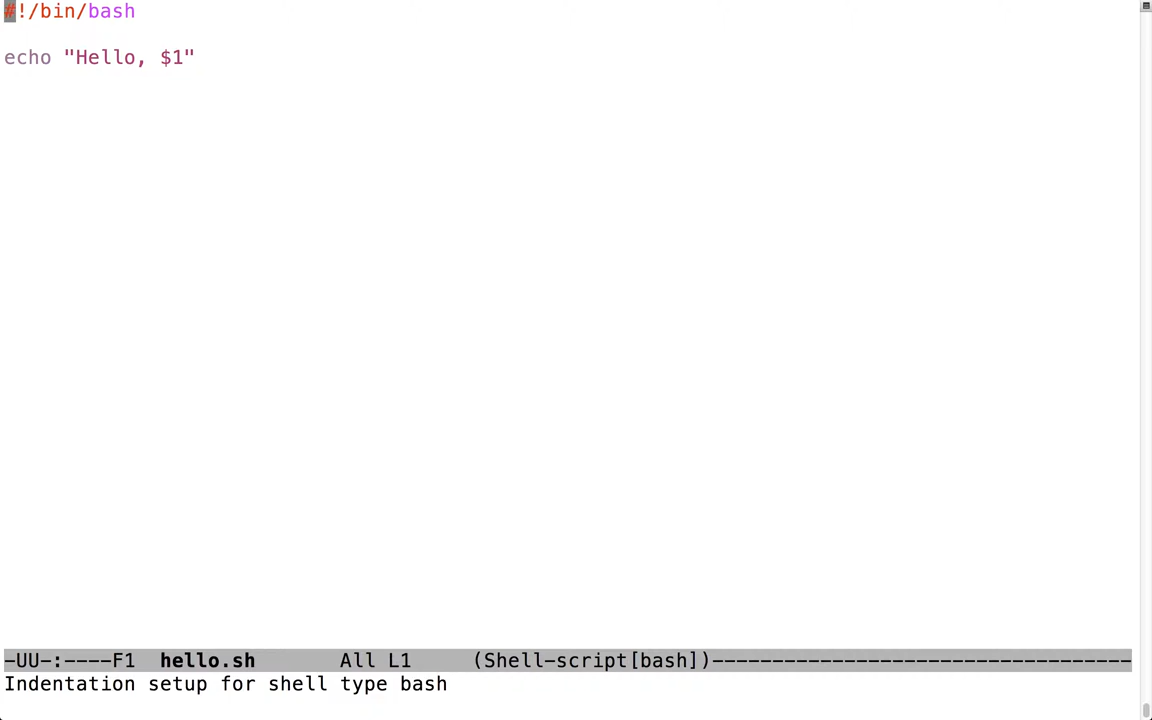 #!/bin/bash
echo "Hello, $1"
-UU-:----F1  hello.sh       All L1     (Shell-script[bash])-----------------------------------
Indentation setup for shell type bash